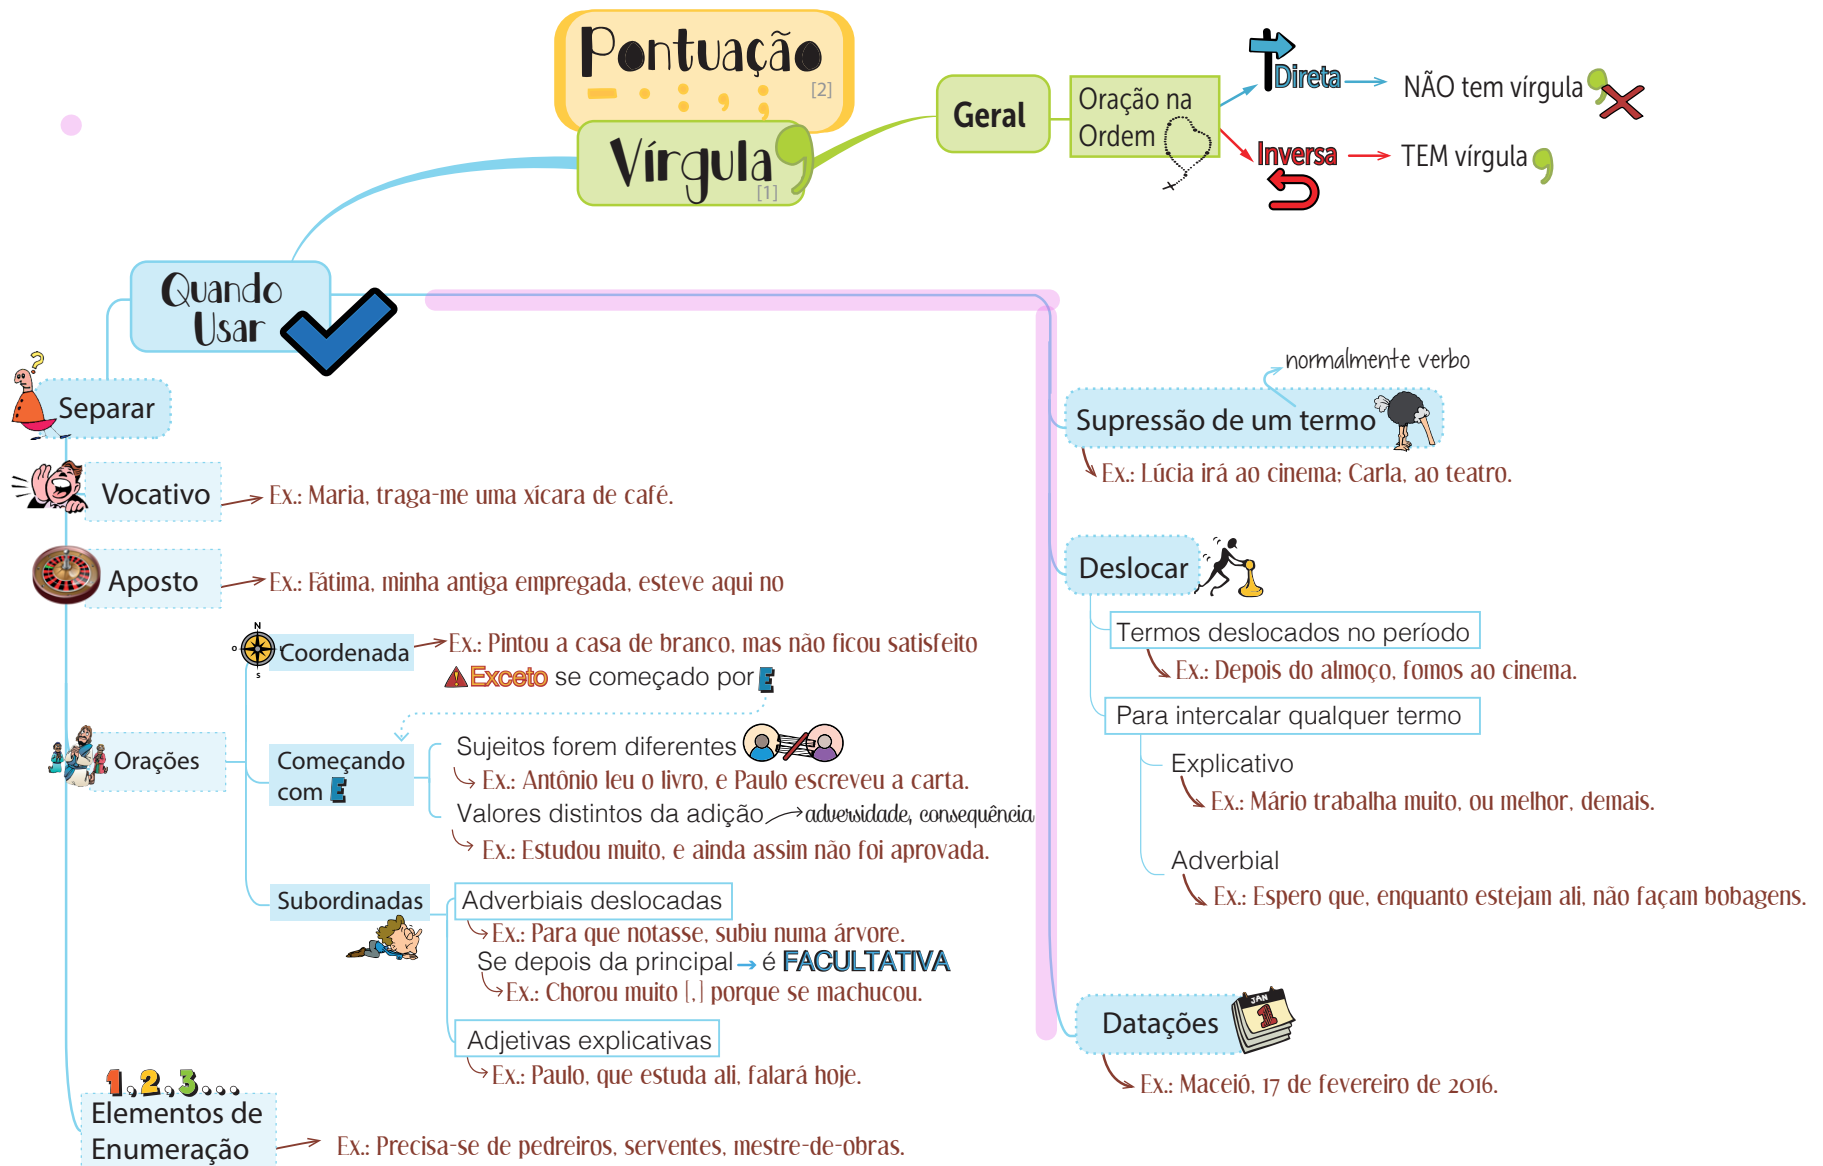 Pontuação
[2]
Vírgula
[1]
Geral
Oração na
Ordem
Direta
NÃO tem vírgula
Inversa
TEM vírgula
Quando
Usar
Separar
Vocativo
Ex.: Maria, traga-me uma xícara de café.
Aposto
Ex.: Fátima, minha antiga empregada, esteve aqui no
Orações
N
O
S
Coordenada
Ex.: Pintou a casa de branco, mas não ficou satisfeito
Exceto se começado por E
Começando
com E
Sujeitos forem diferentes
Ex.: Antônio leu o livro, e Paulo escreveu a carta.
Valores distintos da adição adversidade, consequência
Ex.: Estudou muito, e ainda assim não foi aprovada.
Subordinadas
Adverbiais deslocadas
Ex.: Para que notasse, subiu numa árvore.
Se depois da principal → é FACULTATIVA
Ex.: Chorou muito [,] porque se machucou.
Adjetivas explicativas
Ex.: Paulo, que estuda ali, falará hoje.
1,2,3...
Elementos de
Enumeração
Ex.: Precisa-se de pedreiros, serventes, mestre-de-obras.
normalmente verbo
Supressão de um termo
Ex.: Lúcia irá ao cinema; Carla, ao teatro.
Deslocar
Termos deslocados no período
Ex.: Depois do almoço, fomos ao cinema.
Para intercalar qualquer termo
Explicativo
Ex.: Mário trabalha muito, ou melhor, demais.
Adverbial
Ex.: Espero que, enquanto estejam ali, não façam bobagens.
Datações
JAN
1
Ex.: Maceió, 17 de fevereiro de 2016.